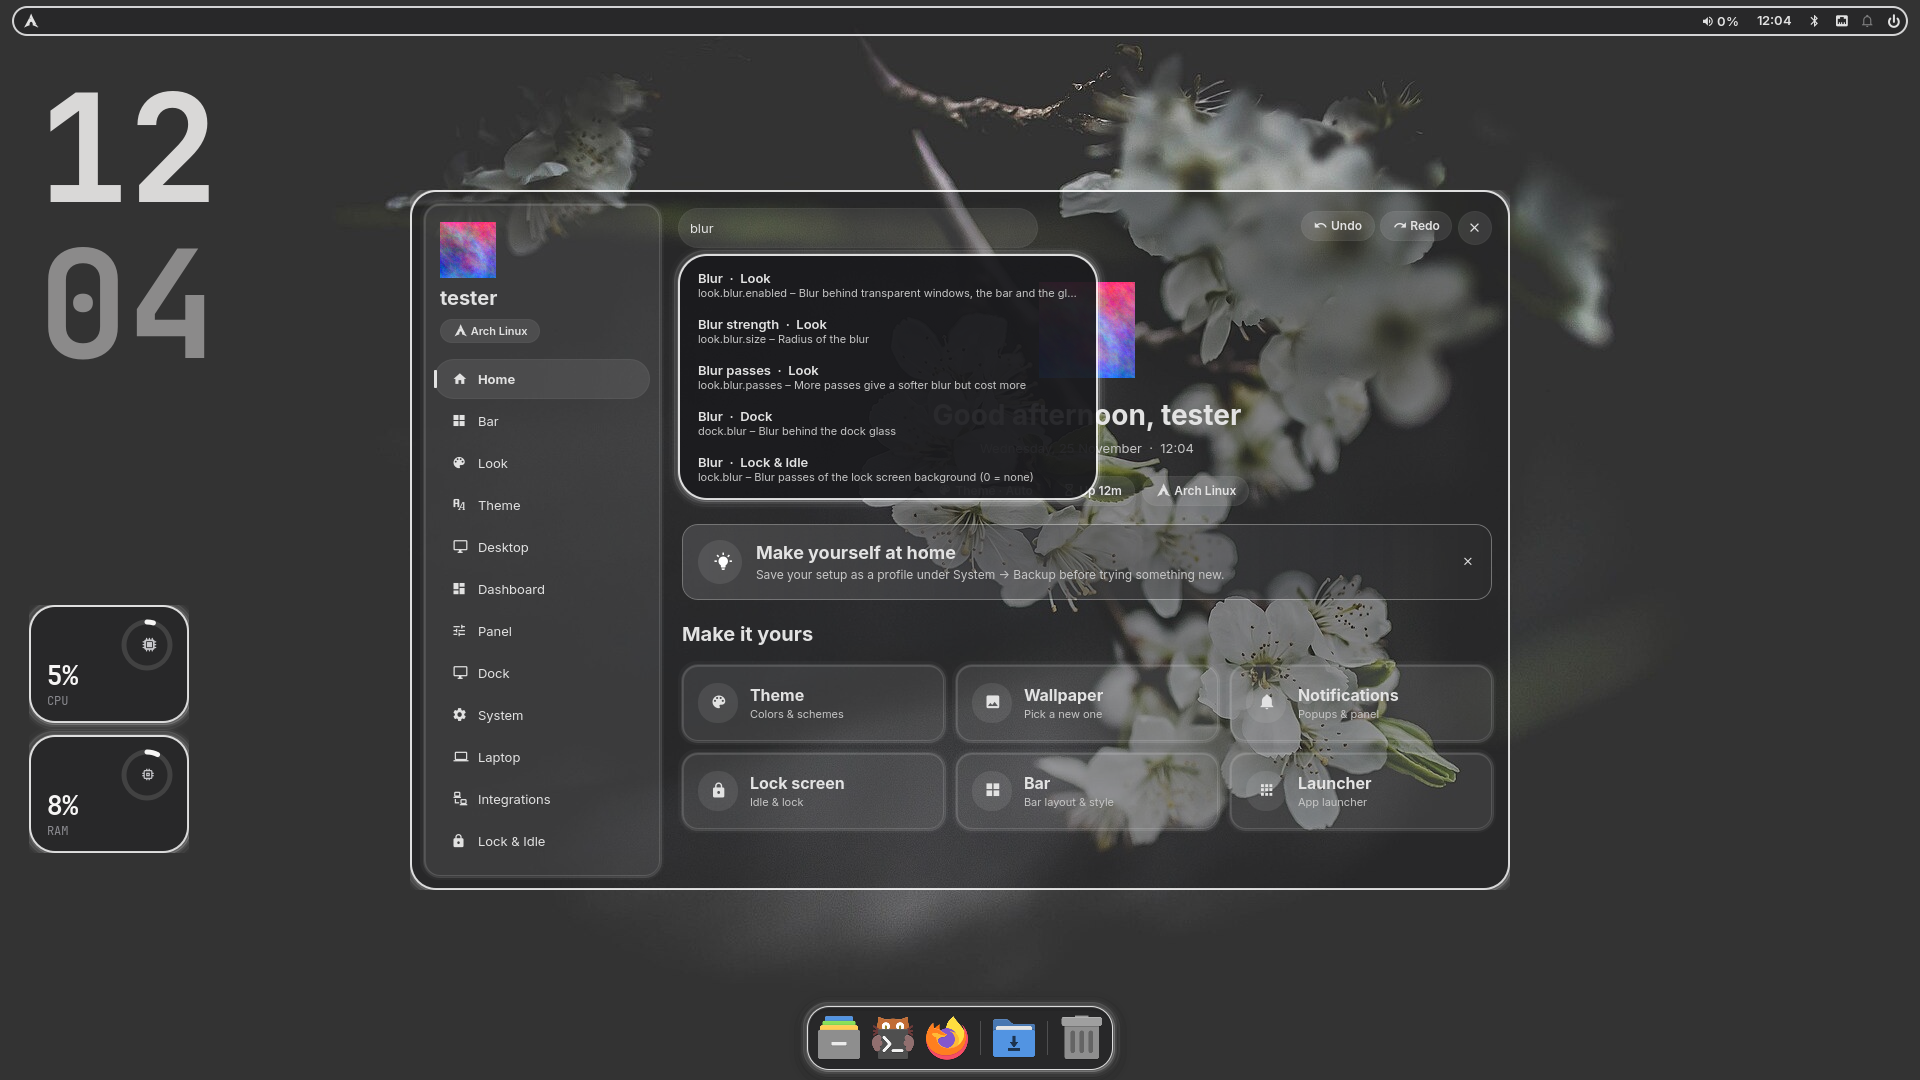 0%
12:04
12
04
blur
Undo
Redo
tester
Arch Linux
Home
Bar
Look
Theme
Desktop
Dashboard
Panel
Dock
System
Laptop
Integrations
Lock & Idle
Blur · Look
look.blur.enabled – Blur behind transparent windows, the bar and the gl...
Blur strength · Look
look.blur.size – Radius of the blur
Blur passes · Look
look.blur.passes – More passes give a softer blur but cost more
Blur · Dock
dock.blur – Blur behind the dock glass
Blur · Lock & Idle
lock.blur – Blur passes of the lock screen background (0 = none)
Good afternoon, tester
Wednesday, 25 November · 12:04
Up 12m
Arch Linux
Make yourself at home
Save your setup as a profile under System → Backup before trying something new.
Make it yours
Theme
Colors & schemes
Wallpaper
Pick a new one
Notifications
Popups & panel
Lock screen
Idle & lock
Bar
Bar layout & style
Launcher
App launcher
5%
CPU
8%
RAM